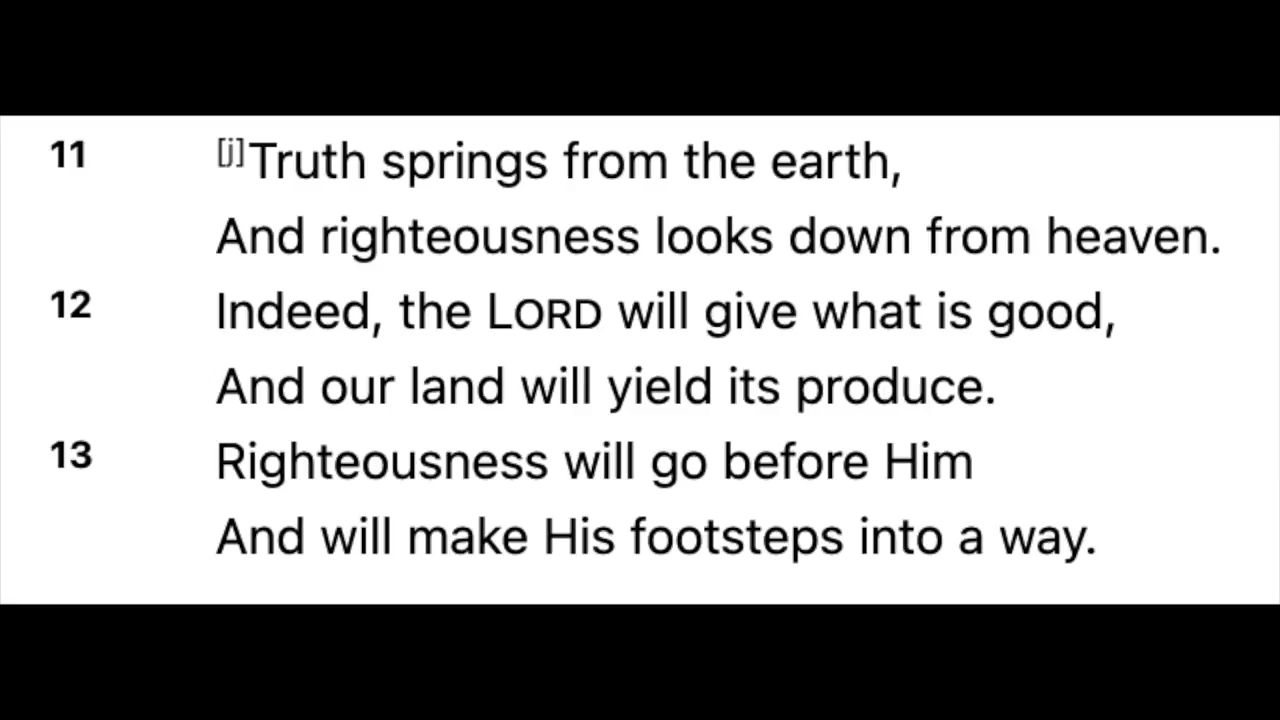 11 [j]Truth springs from the earth,
And righteousness looks down from heaven.
12 Indeed, the LORD will give what is good,
And our land will yield its produce.
13 Righteousness will go before Him
And will make His footsteps into a way.